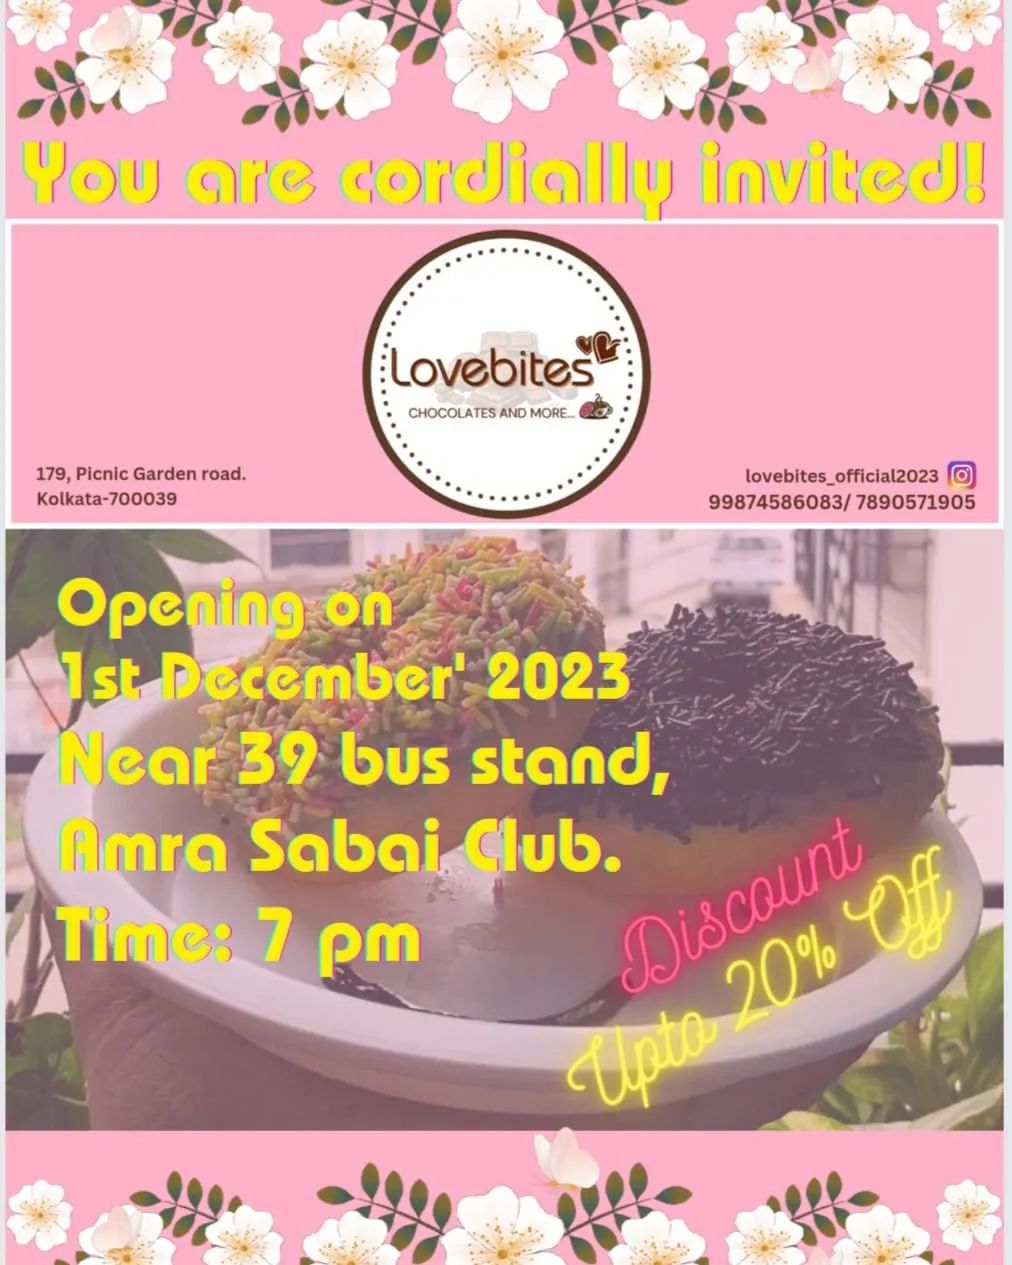 You are cordially invited!
Lovebites
CHOCOLATES AND MORE...
179, Picnic Garden road.
Kolkata-700039
lovebites_official2023
99874586083/ 7890571905
Opening on
1st December' 2023
Near 39 bus stand,
Amra Sabai Club.
Time: 7 pm
Discount
Upto 20% Off